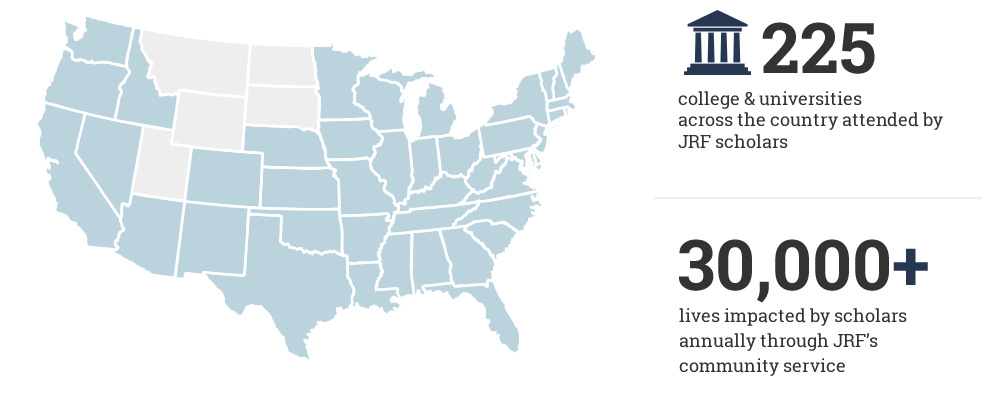 225
college & universities
across the country attended by
JRF scholars
30,000+
lives impacted by scholars
annually through JRF’s
community service